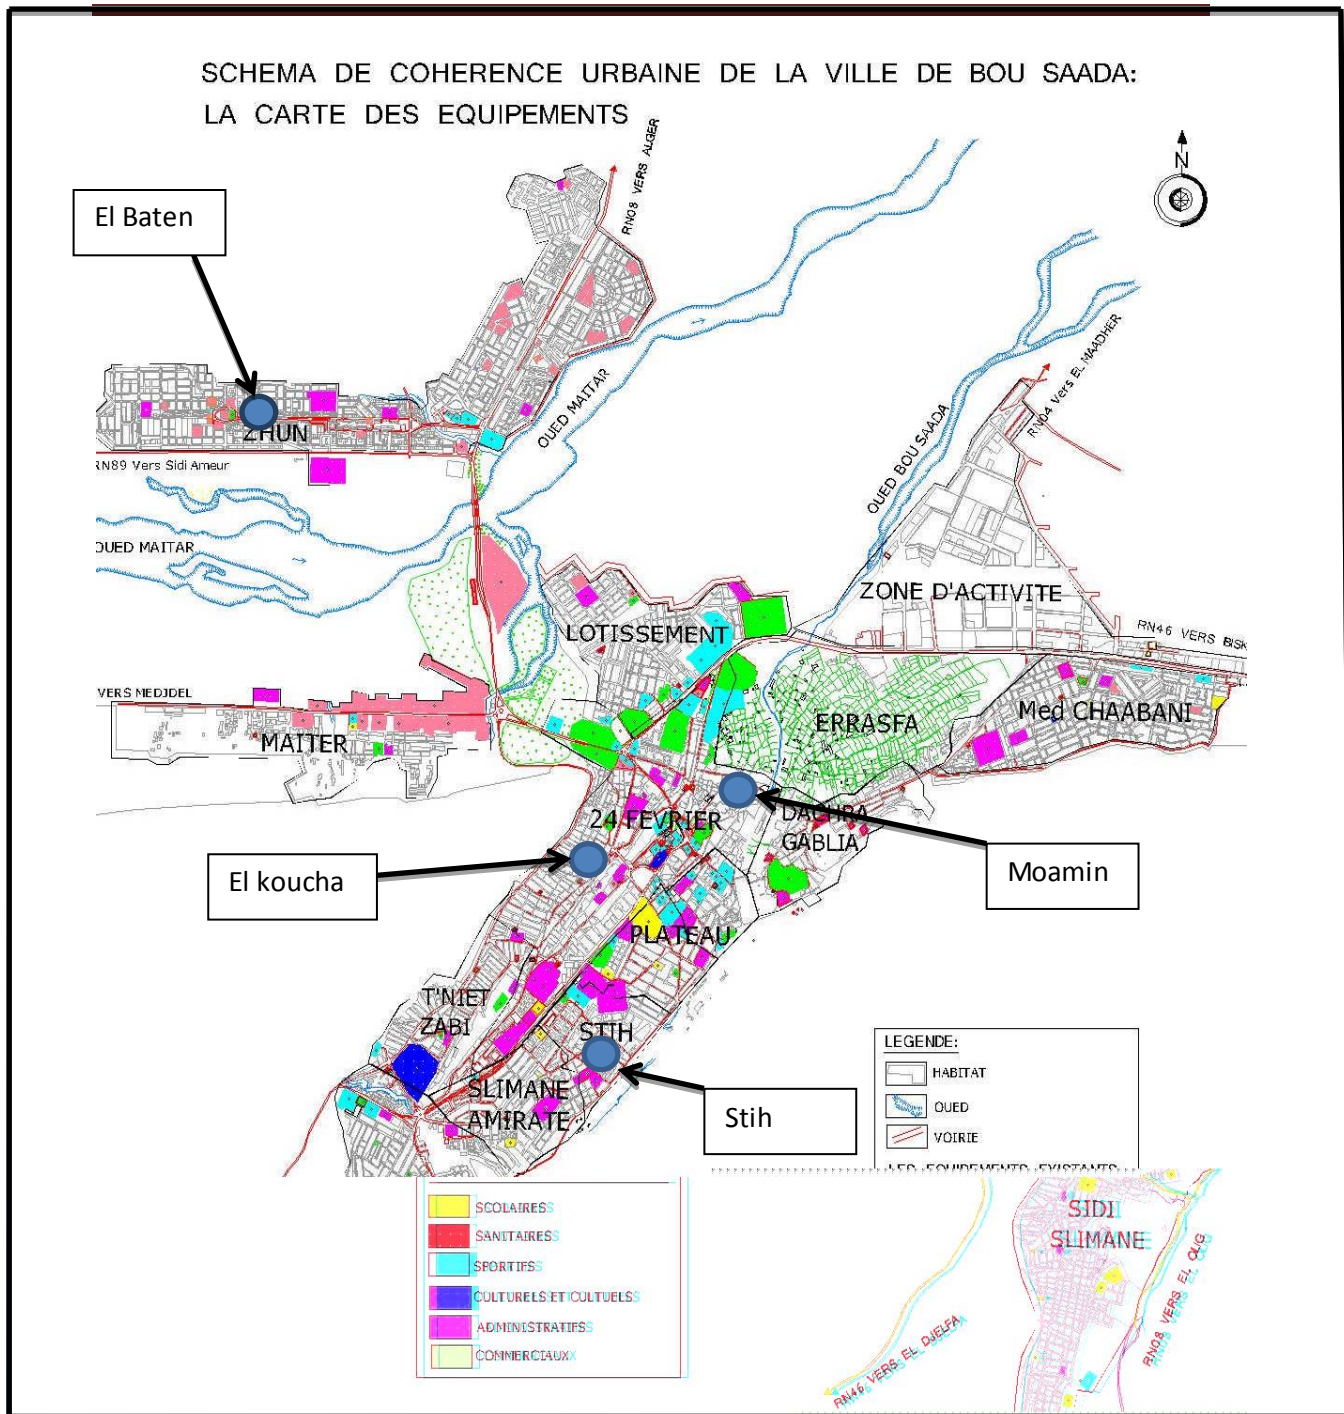 SCHEMA DE COHERENCE URBAINE DE LA VILLE DE BOU SAADA:
LA CARTE DES EQUIPEMENTS
N
RN08 VERS ALGER
El Baten
OUED MAITAR
OUED BOU SAADA
RN04 Vers EL MAADHER
ZHUN
RN89 Vers Sidi Ameur
OUED MAITAR
ZONE D'ACTIVITE
LOTISSEMENT
RN46 VERS BISK
VERS MEDJDEL
MAITER
ERRASFA
Med CHAABANI
24 FEVRIER
DACHRA
GABLIA
El koucha
Moamin
PLATEAU
T'NIET
ZABI
STIH
SLIMANE
AMIRATE
Stih
LEGENDE:
HABITAT
OUED
VOIRIE
LES EQUIPEMENTS EXISTANTS
SCOLAIRES
SANITAIRES
SPORTIFS
CULTURELS ET CULTUELS
ADMINISTRATIFS
COMMERCIAUX
SIDI
SLIMANE
RN46 VERS EL DJELFA
RN08 VERS EL OUG